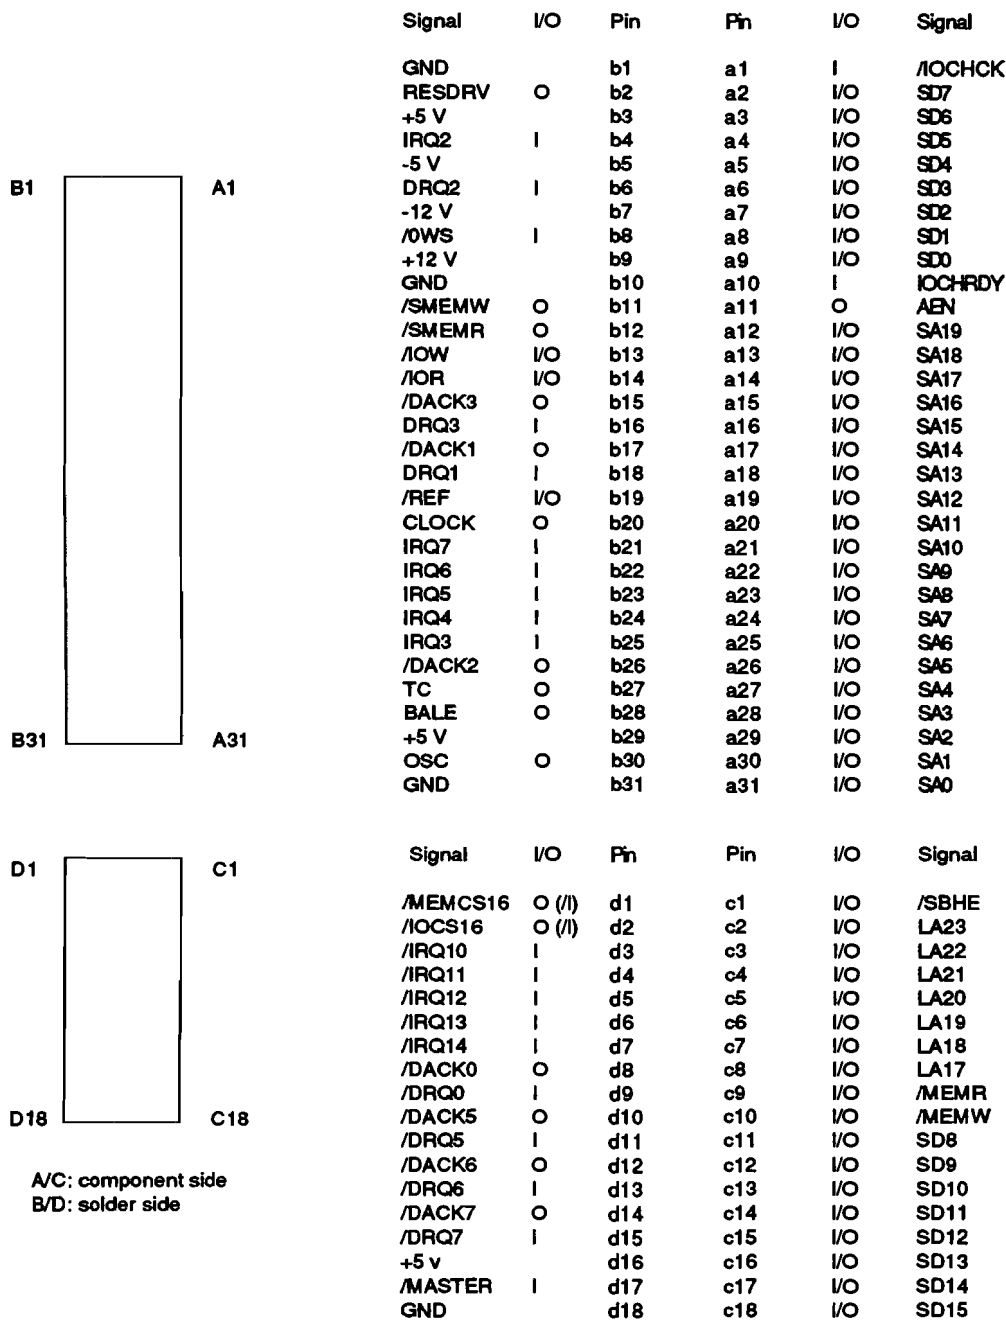 Signal I/O Pin Pin I/O Signal
GND b1 a1 I /IOCHCK
RESDRV O b2 a2 I/O SD7
+5 V b3 a3 I/O SD6
IRQ2 I b4 a4 I/O SD5
-5 V b5 a5 I/O SD4
B1 A1 DRQ2 I b6 a6 I/O SD3
-12 V b7 a7 I/O SD2
/0WS I b8 a8 I/O SD1
+12 V b9 a9 I/O SD0
GND b10 a10 I IOCHRDY
/SMEMW O b11 a11 O AEN
/SMEMR O b12 a12 I/O SA19
/IOW I/O b13 a13 I/O SA18
/IOR I/O b14 a14 I/O SA17
/DACK3 O b15 a15 I/O SA16
DRQ3 I b16 a16 I/O SA15
/DACK1 O b17 a17 I/O SA14
DRQ1 I b18 a18 I/O SA13
/REF I/O b19 a19 I/O SA12
CLOCK O b20 a20 I/O SA11
IRQ7 I b21 a21 I/O SA10
IRQ6 I b22 a22 I/O SA9
IRQ5 I b23 a23 I/O SA8
IRQ4 I b24 a24 I/O SA7
IRQ3 I b25 a25 I/O SA6
/DACK2 O b26 a26 I/O SA5
TC O b27 a27 I/O SA4
BALE O b28 a28 I/O SA3
B31 A31 +5 V b29 a29 I/O SA2
OSC O b30 a30 I/O SA1
GND b31 a31 I/O SA0
D1 C1 Signal I/O Pin Pin I/O Signal
/MEMCS16 O (/I) d1 c1 I/O /SBHE
/IOCS16 O (/I) d2 c2 I/O LA23
/IRQ10 I d3 c3 I/O LA22
/IRQ11 I d4 c4 I/O LA21
/IRQ12 I d5 c5 I/O LA20
/IRQ13 I d6 c6 I/O LA19
/IRQ14 I d7 c7 I/O LA18
/DACK0 O d8 c8 I/O LA17
/DRQ0 I d9 c9 I/O /MEMR
D18 C18 /DACK5 O d10 c10 I/O /MEMW
/DRQ5 I d11 c11 I/O SD8
/DACK6 O d12 c12 I/O SD9
A/C: component side /DRQ6 I d13 c13 I/O SD10
B/D: solder side /DACK7 O d14 c14 I/O SD11
/DRQ7 I d15 c15 I/O SD12
+5 v d16 c16 I/O SD13
/MASTER I d17 c17 I/O SD14
GND d18 c18 I/O SD15